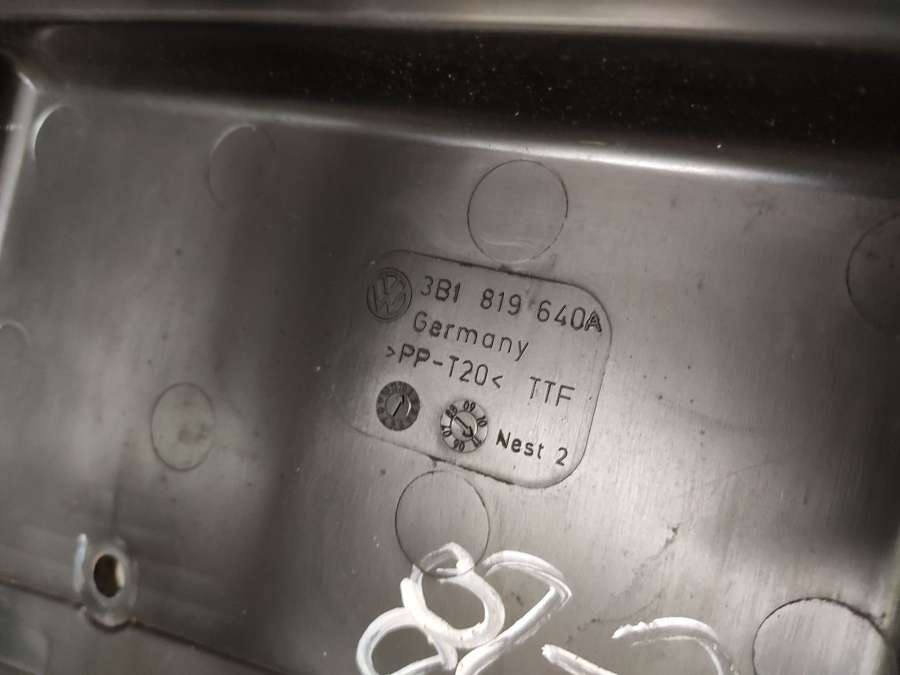 3B1 819 640A
Germany
>PP-T20< TTF
Nest 2